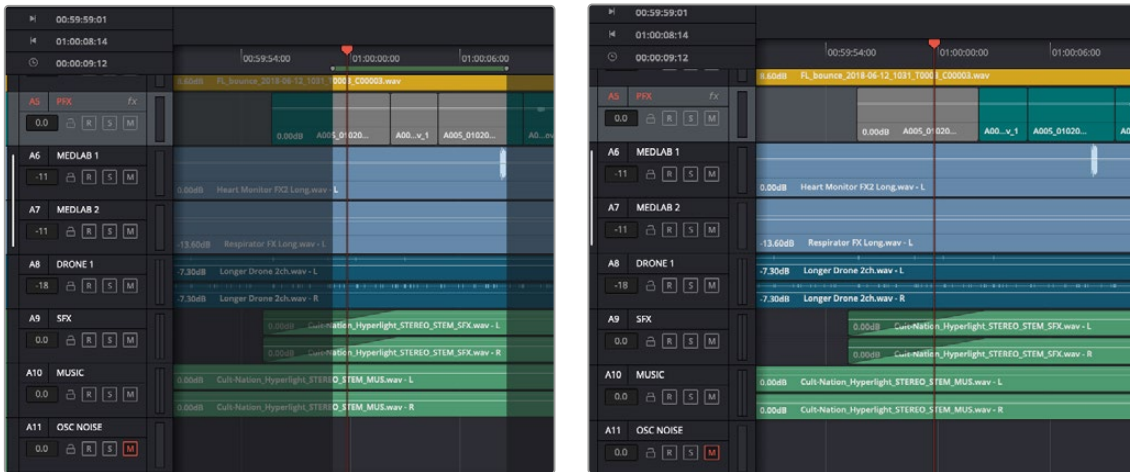 00:59:59:01
01:00:08:14
00:00:09:12
00:59:54:00 01:00:00:00 01:00:06:00
8.60dB FL_bounce_2018-06-12_1031_T0003_C00003.wav
A5 PFX fx
0.0 R S M
0.00dB A005_01020... A00...v_1 A005_01020...
A6 MEDLAB 1
-11 R S M
0.00dB Heart Monitor FX2 Long.wav - L
A7 MEDLAB 2
-11 R S M
-13.60dB Respirator FX Long.wav - L
A8 DRONE 1
-7.30dB Longer Drone 2ch.wav - L
-18 R S M
-7.30dB Longer Drone 2ch.wav - R
A9 SFX
0.00dB Cult-Nation_Hyperlight_STEREO_STEM_SFX.wav - L
0.0 R S M
0.00dB Cult-Nation_Hyperlight_STEREO_STEM_SFX.wav - R
A10 MUSIC
0.00dB Cult-Nation_Hyperlight_STEREO_STEM_MUS.wav - L
0.0 R S M
0.00dB Cult-Nation_Hyperlight_STEREO_STEM_MUS.wav - R
A11 OSC NOISE
0.0 R S M
00:59:59:01
01:00:08:14
00:00:09:12
00:59:54:00 01:00:00:00 01:00:06:00
8.60dB FL_bounce_2018-06-12_1031_T0003_C00003.wav
A5 PFX fx
0.0 R S M
0.00dB A005_01020... A00...v_1 A005_01020...
A6 MEDLAB 1
-11 R S M
0.00dB Heart Monitor FX2 Long.wav - L
A7 MEDLAB 2
-11 R S M
-13.60dB Respirator FX Long.wav - L
A8 DRONE 1
-7.30dB Longer Drone 2ch.wav - L
-18 R S M
-7.30dB Longer Drone 2ch.wav - R
A9 SFX
0.00dB Cult-Nation_Hyperlight_STEREO_STEM_SFX.wav - L
0.0 R S M
0.00dB Cult-Nation_Hyperlight_STEREO_STEM_SFX.wav - R
A10 MUSIC
0.00dB Cult-Nation_Hyperlight_STEREO_STEM_MUS.wav - L
0.0 R S M
0.00dB Cult-Nation_Hyperlight_STEREO_STEM_MUS.wav - R
A11 OSC NOISE
0.0 R S M